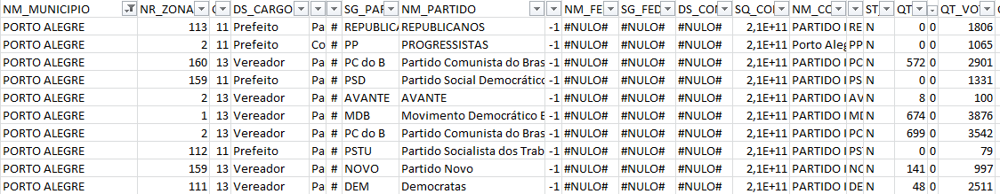 NM_MUNICIPIO NR_ZONA DS_CARGO SG_PAR NM_PARTIDO NM_FE SG_FED DS_CON SQ_COL NM_CO ST_ QT_ QT_VO
PORTO ALEGRE 113 11 Prefeito Pa # REPUBLICA REPUBLICANOS -1 #NULO# #NULO# #NULO# 2,1E+11 PARTIDO RE N 0 0 1806
PORTO ALEGRE 2 11 Prefeito Co # PP PROGRESSISTAS -1 #NULO# #NULO# #NULO# 2,1E+11 Porto Aleg PP N 0 0 1065
PORTO ALEGRE 160 13 Vereador Pa # PC do B Partido Comunista do Bras -1 #NULO# #NULO# #NULO# 2,1E+11 PARTIDO PC N 572 0 2901
PORTO ALEGRE 159 11 Prefeito Pa # PSD Partido Social Democrático -1 #NULO# #NULO# #NULO# 2,1E+11 PARTIDO PS N 0 0 1331
PORTO ALEGRE 2 13 Vereador Pa # AVANTE AVANTE -1 #NULO# #NULO# #NULO# 2,1E+11 PARTIDO AV N 8 0 100
PORTO ALEGRE 1 13 Vereador Pa # MDB Movimento Democrático -1 #NULO# #NULO# #NULO# 2,1E+11 PARTIDO MD N 674 0 3876
PORTO ALEGRE 2 13 Vereador Pa # PC do B Partido Comunista do Bras -1 #NULO# #NULO# #NULO# 2,1E+11 PARTIDO PC N 699 0 3542
PORTO ALEGRE 112 11 Prefeito Pa # PSTU Partido Socialista dos Trab -1 #NULO# #NULO# #NULO# 2,1E+11 PARTIDO PS N 0 0 79
PORTO ALEGRE 159 13 Vereador Pa # NOVO Partido Novo -1 #NULO# #NULO# #NULO# 2,1E+11 PARTIDO NO N 141 0 997
PORTO ALEGRE 111 13 Vereador Pa # DEM Democratas -1 #NULO# #NULO# #NULO# 2,1E+11 PARTIDO DE N 48 0 2511